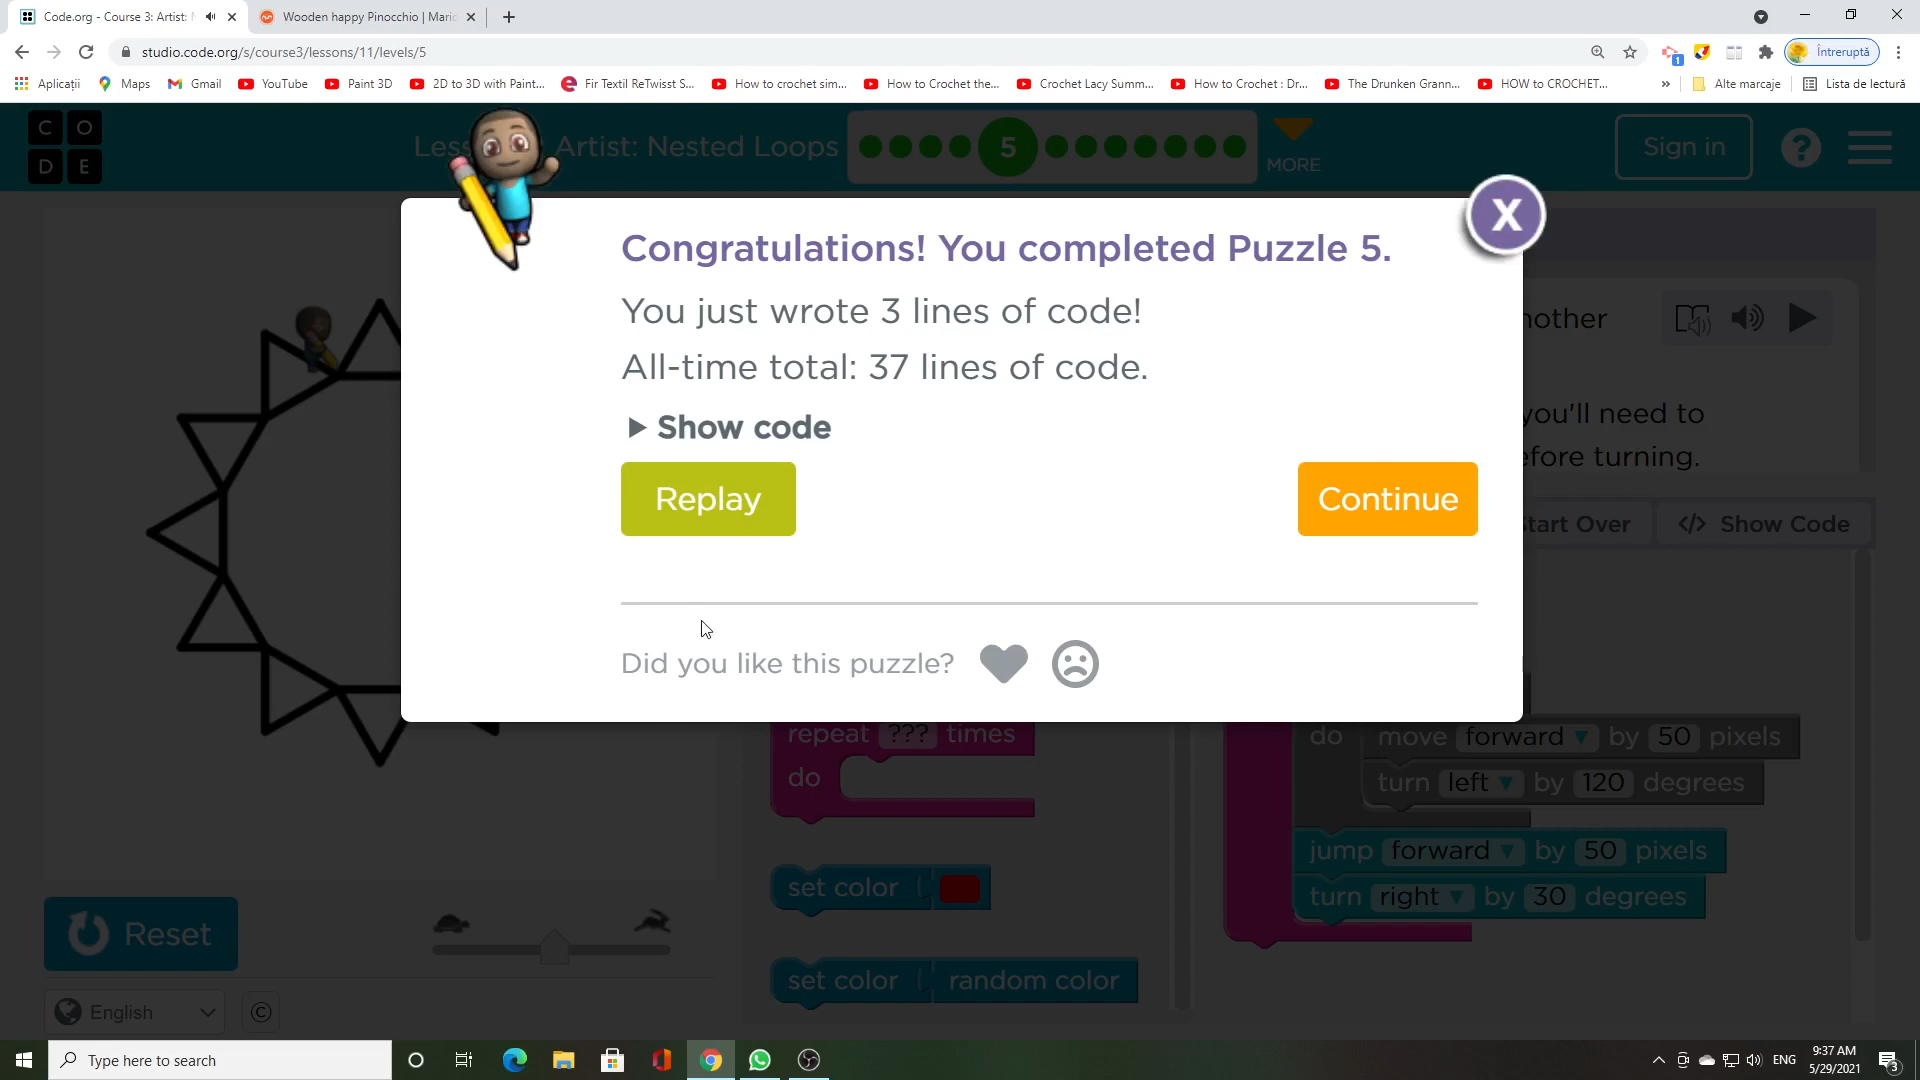 Code.org - Course 3: Artist:
Wooden happy Pinocchio | Mario
studio.code.org/s/course3/lessons/11/levels/5
1
Întreruptă
Aplicații
Maps
Gmail
YouTube
Paint 3D
2D to 3D with Paint...
Fir Textil ReTwisst S...
How to crochet sim...
How to Crochet the...
Crochet Lacy Summ...
How to Crochet : Dr...
The Drunken Grann...
HOW to CROCHET...
»
Alte marcaje
Lista de lectură
C O
D E
Less
Artist: Nested Loops
5
MORE
Sign in
?
X
Congratulations! You completed Puzzle 5.
You just wrote 3 lines of code!
All-time total: 37 lines of code.
Show code
Replay
Continue
Did you like this puzzle?
nother
you'll need to
efore turning.
Start Over
</> Show Code
repeat ??? times
do
set color
set color random color
do move forward by 50 pixels
turn left by 120 degrees
jump forward by 50 pixels
turn right by 30 degrees
Reset
English
©
Type here to search
ENG
9:37 AM
5/29/2021
3